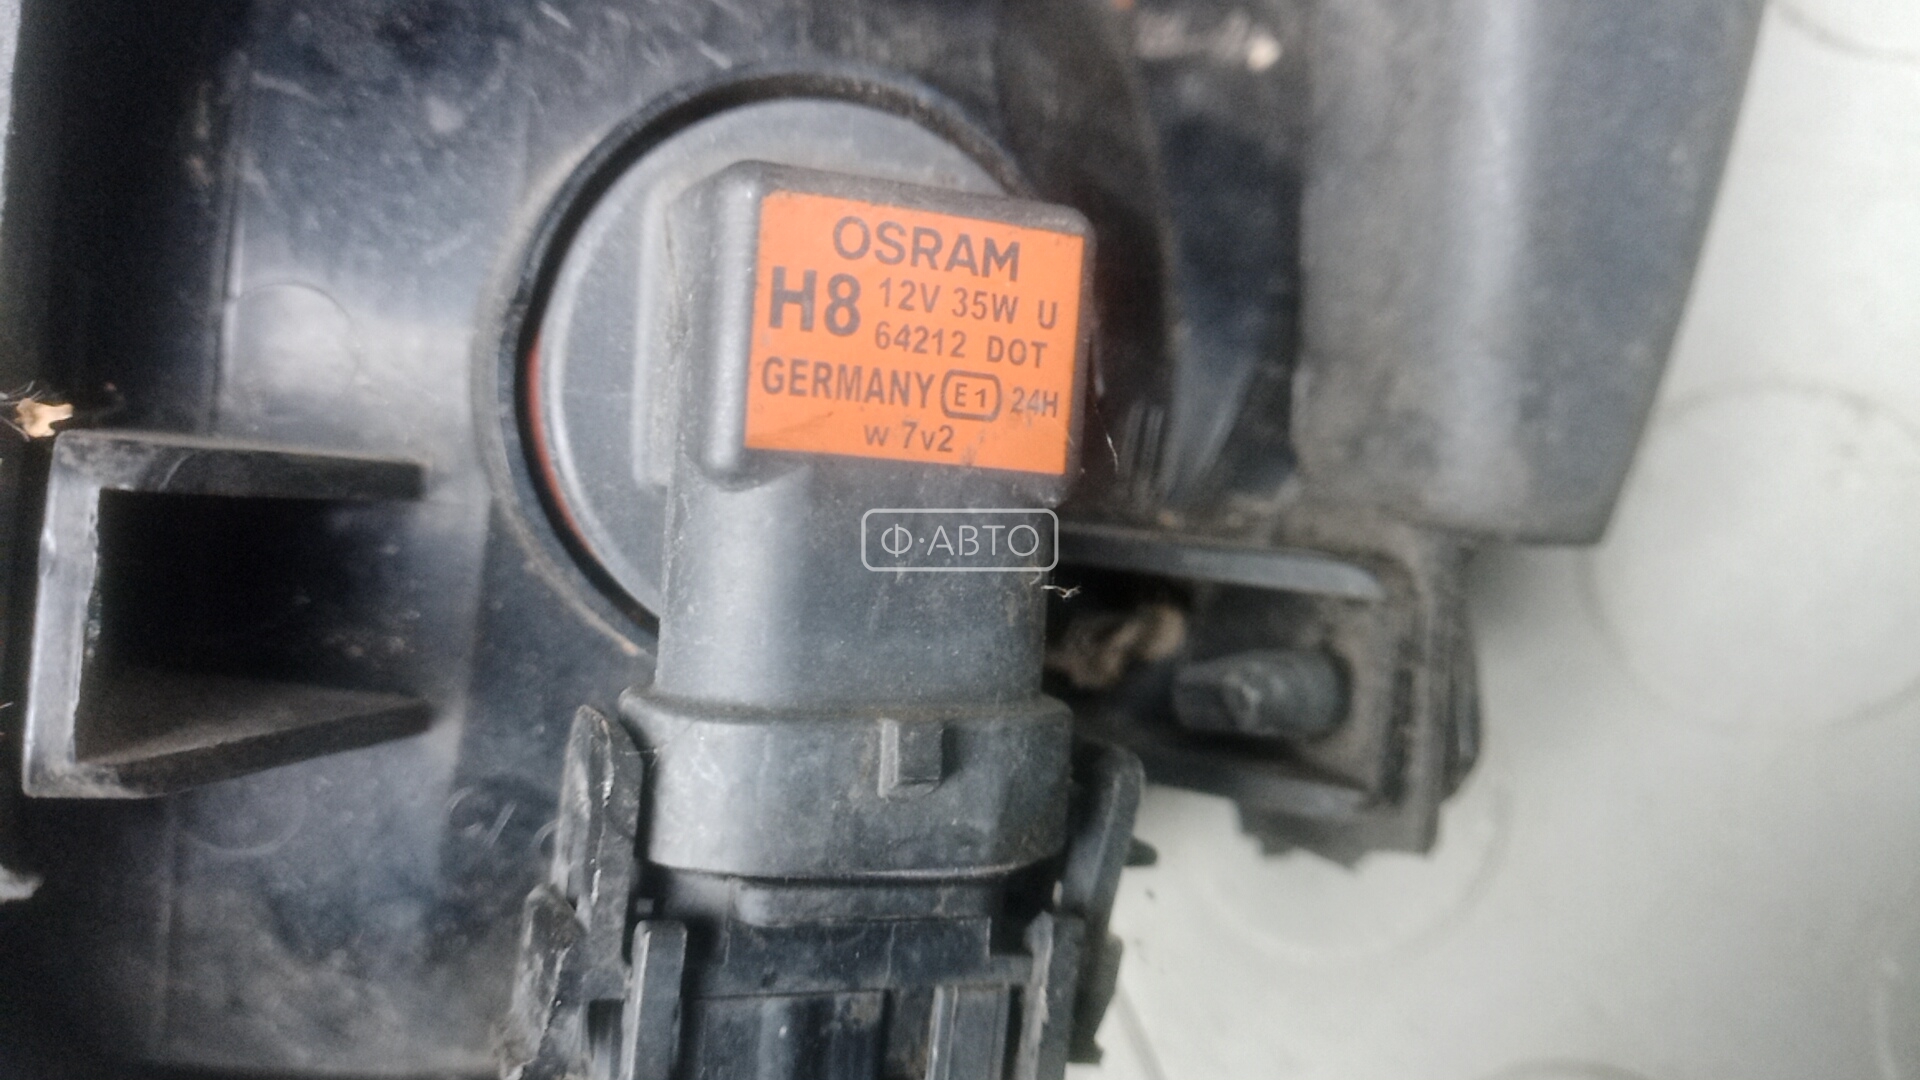 OSRAM
H8 12V 35W U
64212 DOT
GERMANY E1 24H
w 7v2
Ф·АВТО